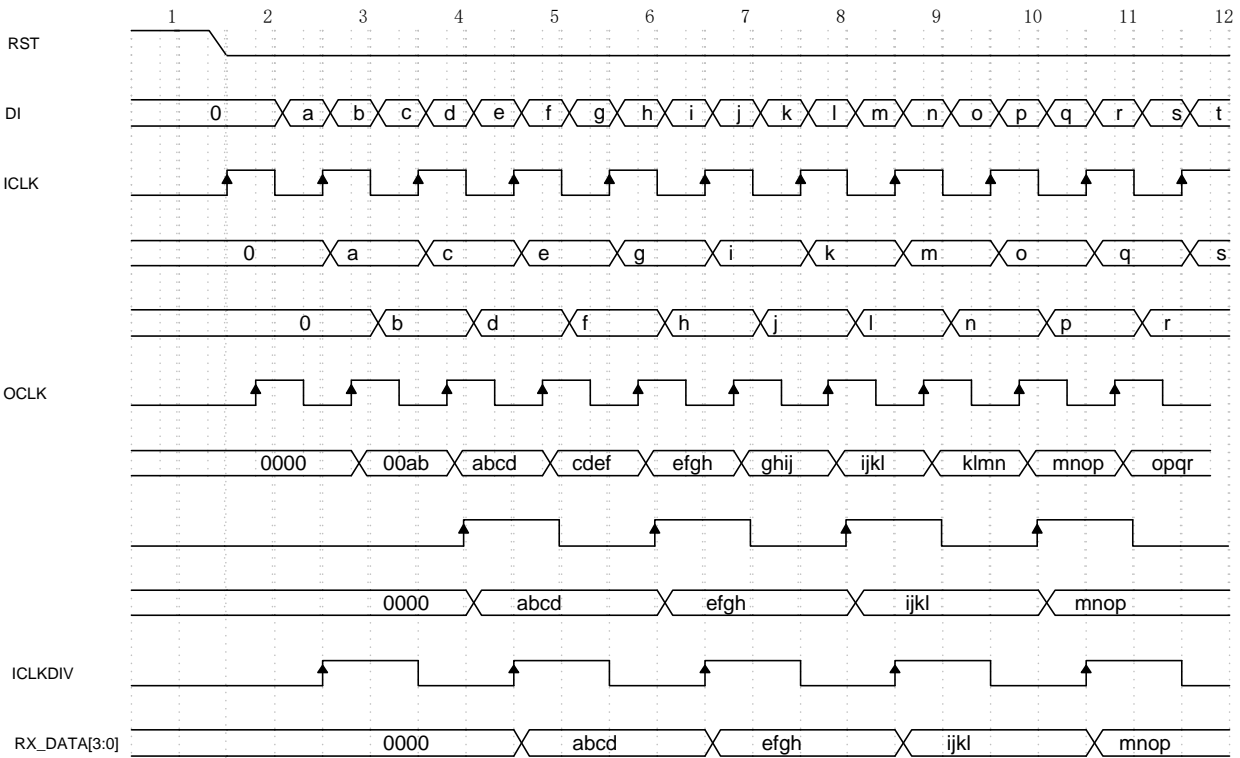 1 2 3 4 5 6 7 8 9 10 11 12
RST
DI 0 a b c d e f g h i j k l m n o p q r s t
ICLK
0 a c e g i k m o q s
0 b d f h j l n p r
OCLK
0000 00ab abcd cdef efgh ghij ijkl klmn mnop opqr
0000 abcd efgh ijkl mnop
ICLKDIV
RX_DATA[3:0] 0000 abcd efgh ijkl mnop